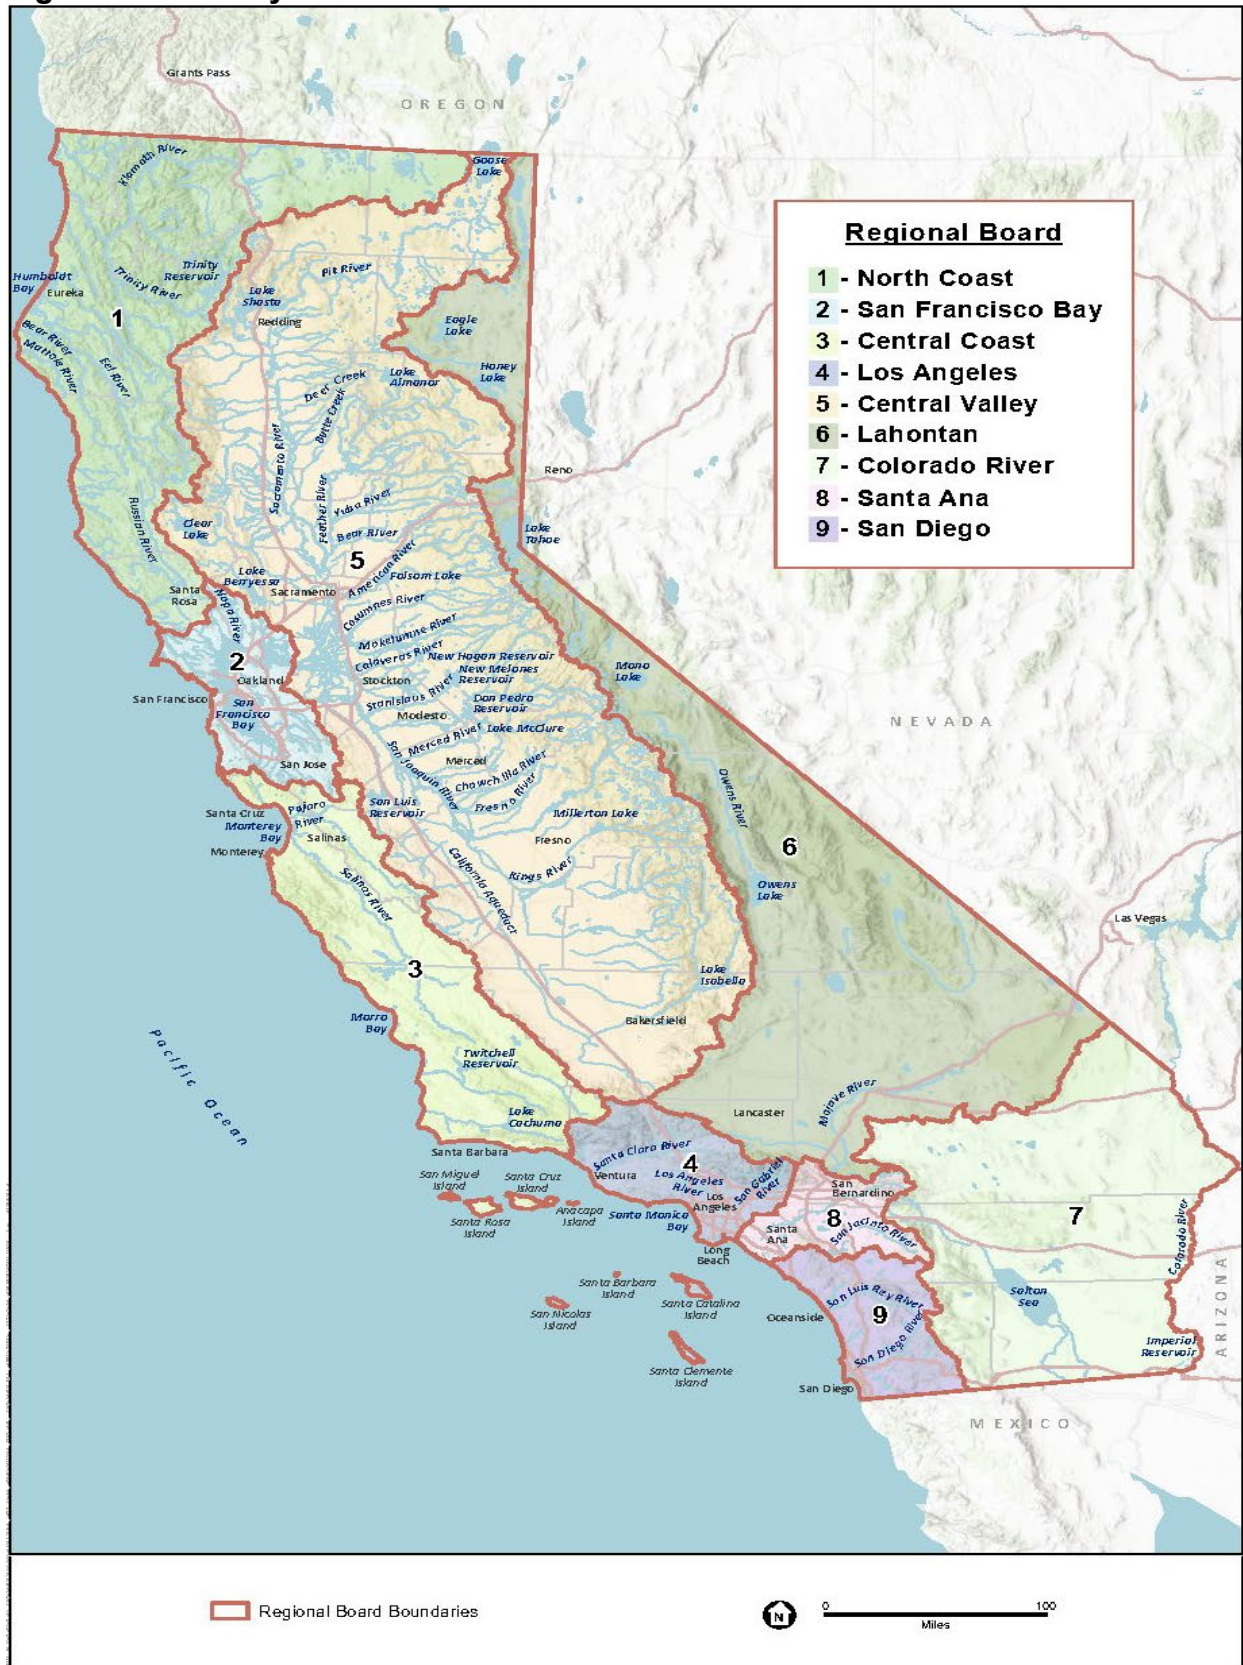 Grants Pass
OREGON
Klamath River
Goose
Lake
Regional Board
1 - North Coast
2 - San Francisco Bay
3 - Central Coast
4 - Los Angeles
5 - Central Valley
6 - Lahontan
7 - Colorado River
8 - Santa Ana
9 - San Diego
Humboldt
Bay
Eureka
Trinity
Reservoir
Trinity River
Pit River
Lake
Shasta
Redding
1
Bear River
Mattole River
Eel River
Eagle
Lake
Honey
Lake
Lake
Almanor
Deer Creek
Butte Creek
Sacramento River
Feather River
Yuba River
Bear River
Reno
Russian River
Clear
Lake
Lake
Tahoe
5
American River
Folsom Lake
Lake
Berryessa
Sacramento
Santa
Rosa
Napa River
Cosumnes River
Mokelumne River
Calaveras River
New Hogan Reservoir
New Melones
Reservoir
Mono
Lake
2
Oakland
Stockton
San Francisco
San
Francisco
Bay
Stanislaus River
Don Pedro
Reservoir
Modesto
Merced River
Lake McClure
NEVADA
San Jose
San Joaquin River
Merced
Chowchilla River
Fresno River
Owens River
Santa Cruz
Pajaro
River
San Luis
Reservoir
Millerton Lake
Monterey
Bay
Salinas
Monterey
Fresno
6
Salinas River
California Aqueduct
Kings River
Owens
Lake
Las Vegas
3
Lake
Isabella
Morro
Bay
Bakersfield
Pacific Ocean
Twitchell
Reservoir
Lake
Cachuma
Lancaster
Mojave River
Santa Barbara
Santa Clara River
4
Ventura
Los Angeles
River
San Gabriel
River
Los
Angeles
San
Bernardino
San Miguel
Island
Santa Cruz
Island
Santa Rosa
Island
Anacapa
Island
Santa Monica
Bay
Santa
Ana
8
San Jacinto River
7
Colorado River
Long
Beach
Santa Barbara
Island
San Nicolas
Island
Santa Catalina
Island
Oceanside
San Luis Rey River
9
San Diego River
Salton
Sea
Imperial
Reservoir
ARIZONA
Santa Clemente
Island
San Diego
MEXICO
Regional Board Boundaries
N
0 100
Miles